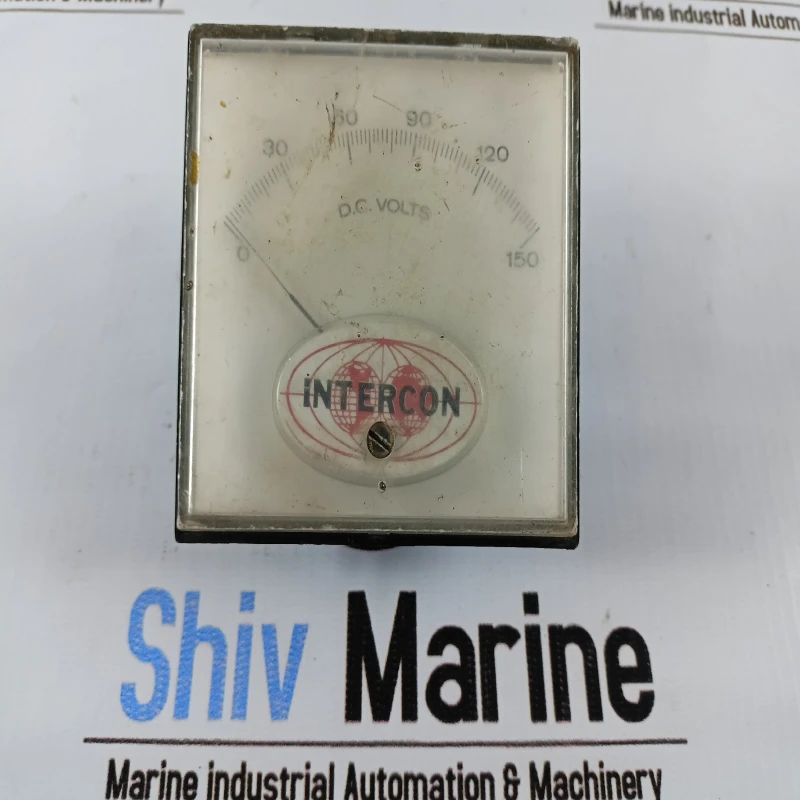 Marine industrial Autom
60 90
30 120
D.C. VOLTS
0 150
INTERCON
Shiv Marine
Marine industrial Automation & Machinery